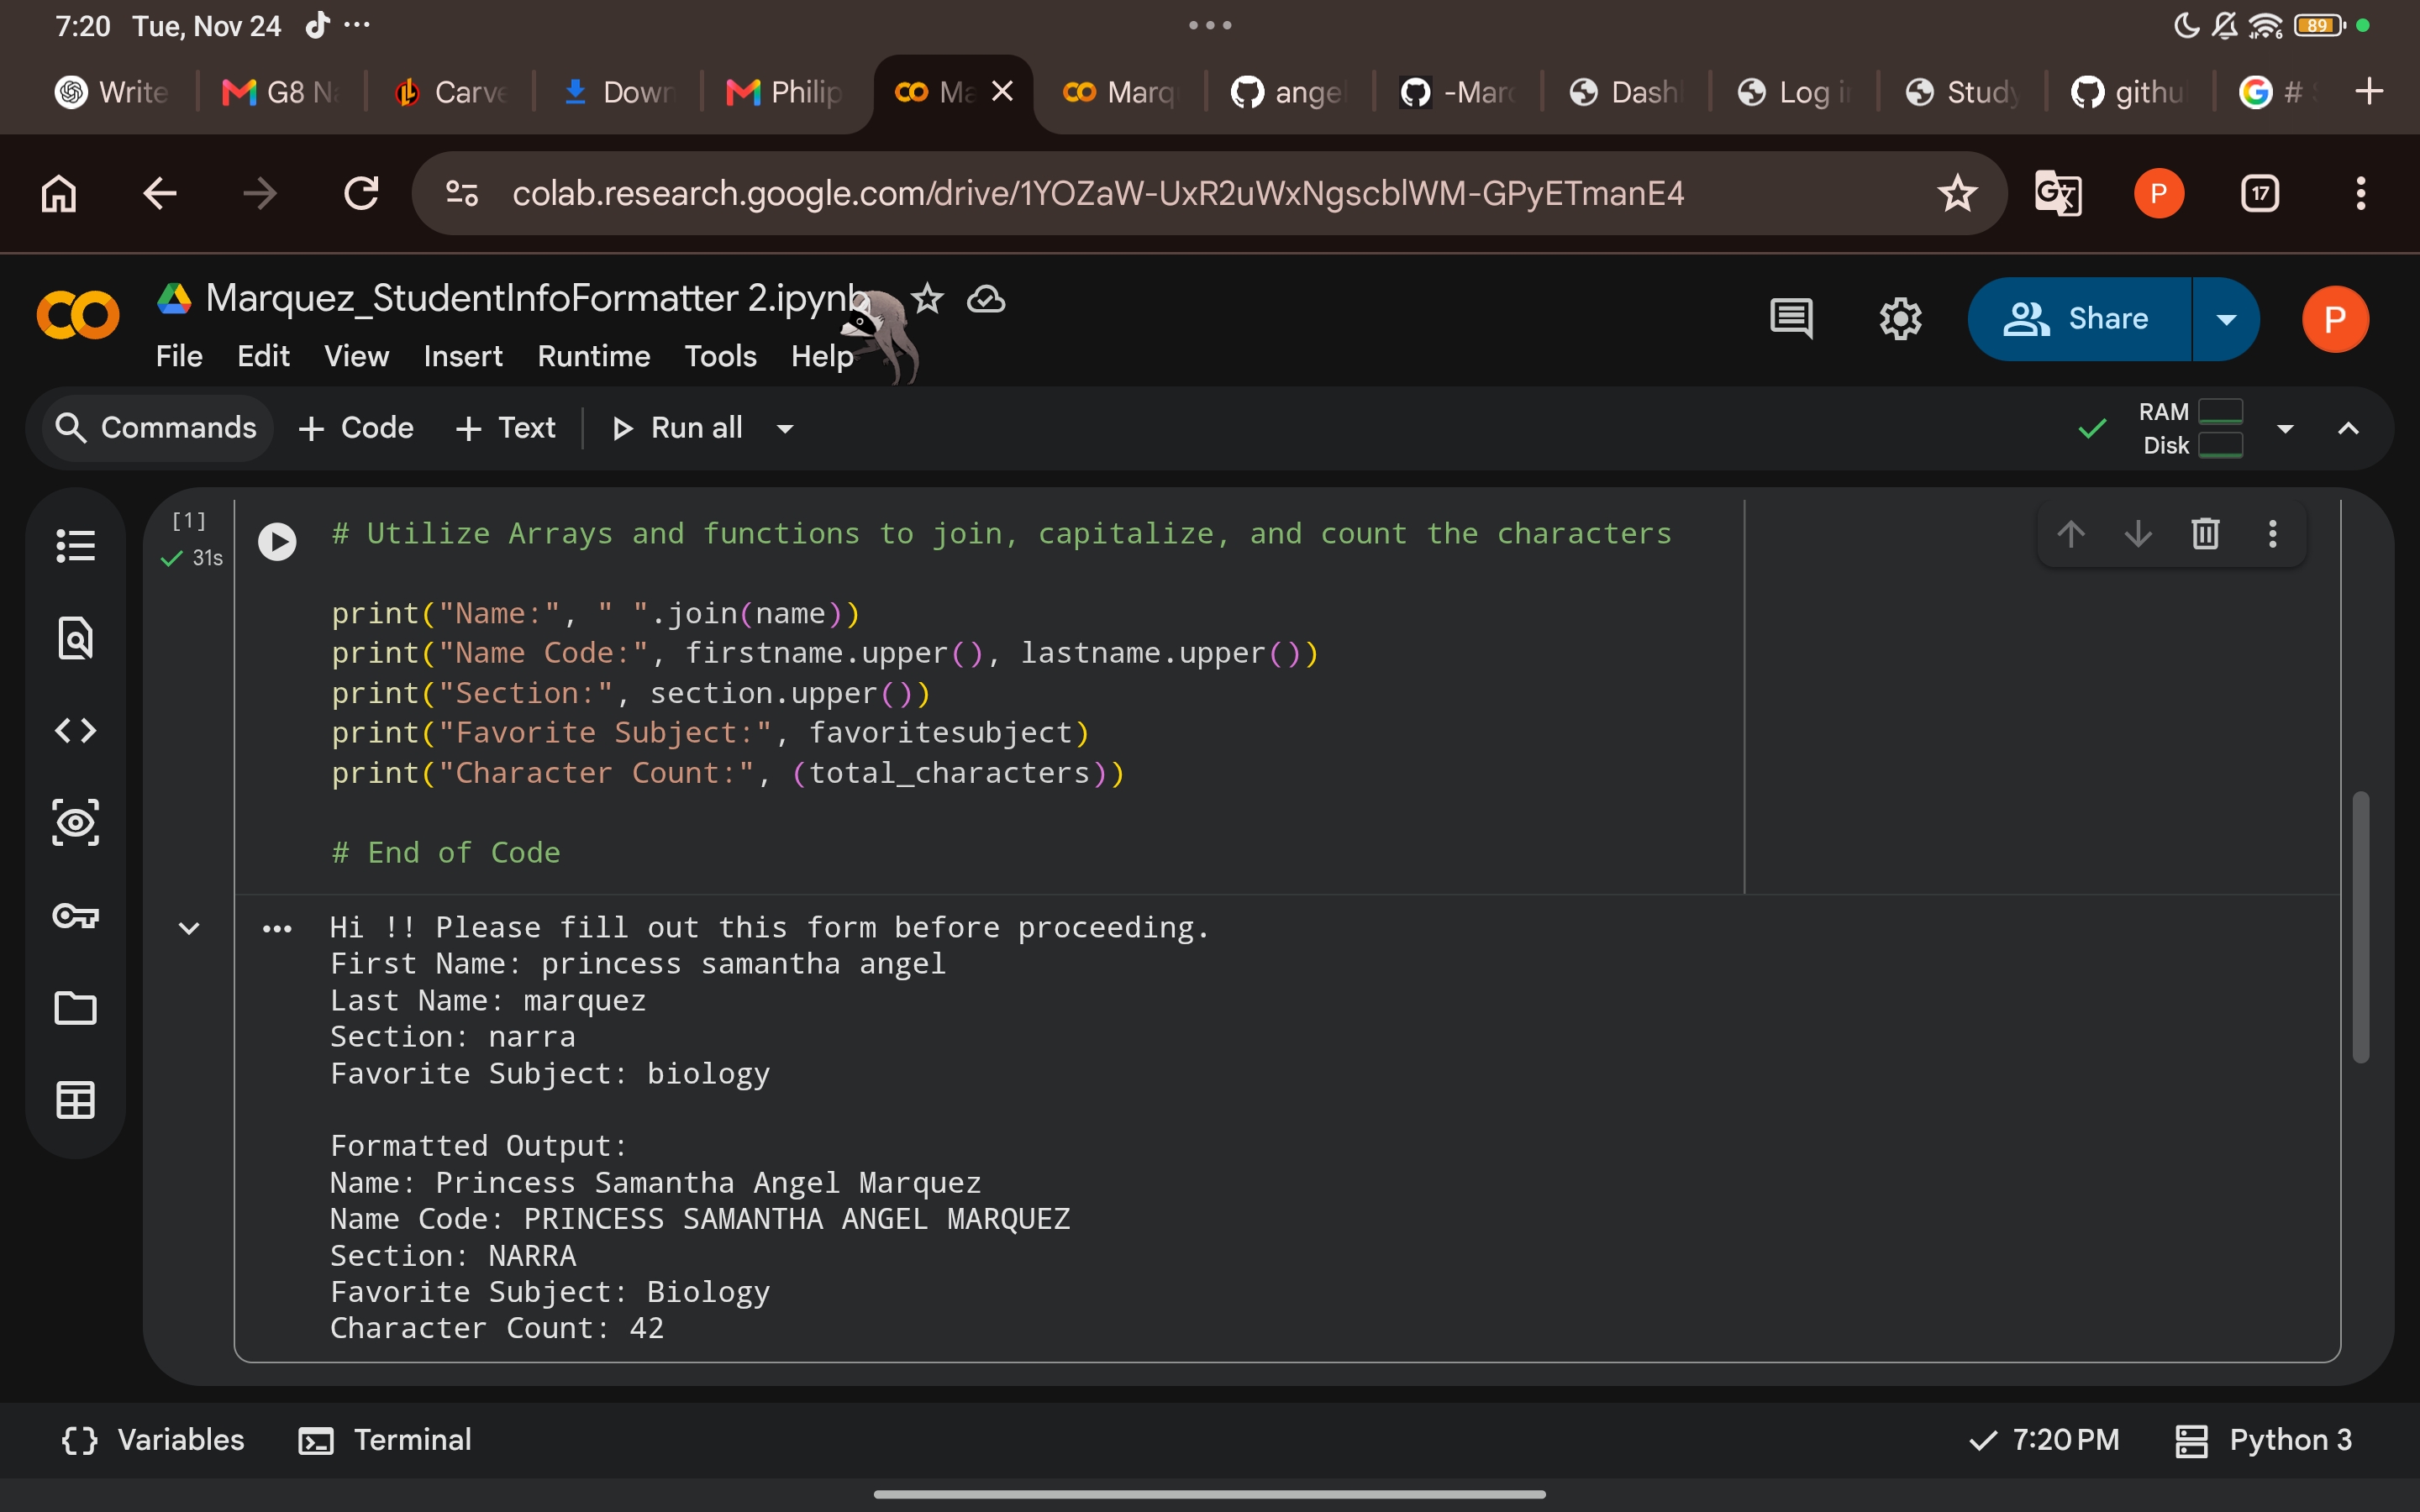 7:20 Tue, Nov 24
89
Write
G8 N
Carve
Down
Philip
Ma
Marq
ange
-Marc
Dash
Log i
Study
githu
#
colab.research.google.com/drive/1YOZaW-UxR2uWxNgscblWM-GPyETmanE4
P
17
Marquez_StudentInfoFormatter 2.ipynb
File Edit View Insert Runtime Tools Help
Share
P
Commands + Code + Text Run all
RAM
Disk
[1]
31s
# Utilize Arrays and functions to join, capitalize, and count the characters
print("Name:", " ".join(name))
print("Name Code:", firstname.upper(), lastname.upper())
print("Section:", section.upper())
print("Favorite Subject:", favoritesubject)
print("Character Count:", (total_characters))
# End of Code
Hi !! Please fill out this form before proceeding.
First Name: princess samantha angel
Last Name: marquez
Section: narra
Favorite Subject: biology
Formatted Output:
Name: Princess Samantha Angel Marquez
Name Code: PRINCESS SAMANTHA ANGEL MARQUEZ
Section: NARRA
Favorite Subject: Biology
Character Count: 42
Variables Terminal
7:20 PM Python 3